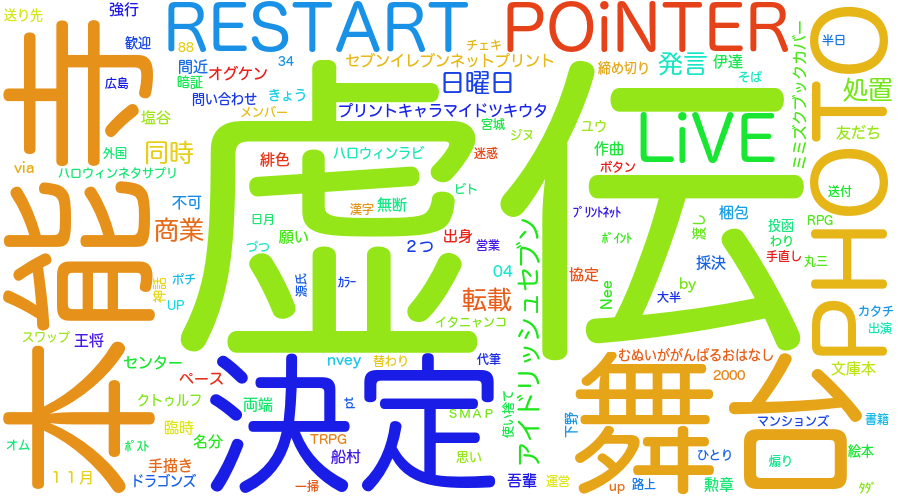 送り先
強行
RESTART
POiNTER
PHOTO
歓迎
88
間近
オグケン
34
暗証
セブンイレブンネットプリント
チェキ
日曜日
締め切り
発言
伊達
そば
半日
ミミズクブックカバー
処置
本能寺
広島
問い合わせ
きょう
メンバー
プリントキャラマイドツキウタ
塩谷
宮城
ジヌ
ユウ
LiVE
友だち
via
外国
同時
緋色
ハロウィンラビ
迷惑
作曲
ボタン
ハロウィンネタサプリ
虚伝
不可
ビト
漢字
無断
プリントネット
梱包
送付
RPG
商業
日月
願い
出身
2つ
営業
ポイント
渡し
投函
わり
手直し
丸三
づつ
ポチ
神話
UP
源氏
カラー
04
協定
採決
by
Nee
大半
転載
イタニャンコ
カタチ
出演
スワップ
王将
センター
nvey
替わり
代筆
アイドリッシュセブン
むぬいががんばるおはなし
2000
文庫本
ペース
クトゥルフ
両端
決定
pt
SMAP
使い捨て
舞台
下野
マンションズ
書籍
臨時
名分
オム
ポスト
TRPG
船村
思い
ひとり
煽り
絵本
11月
手描き
ドラゴンズ
一掃
吾輩
運営
up
路上
勲章
タダ